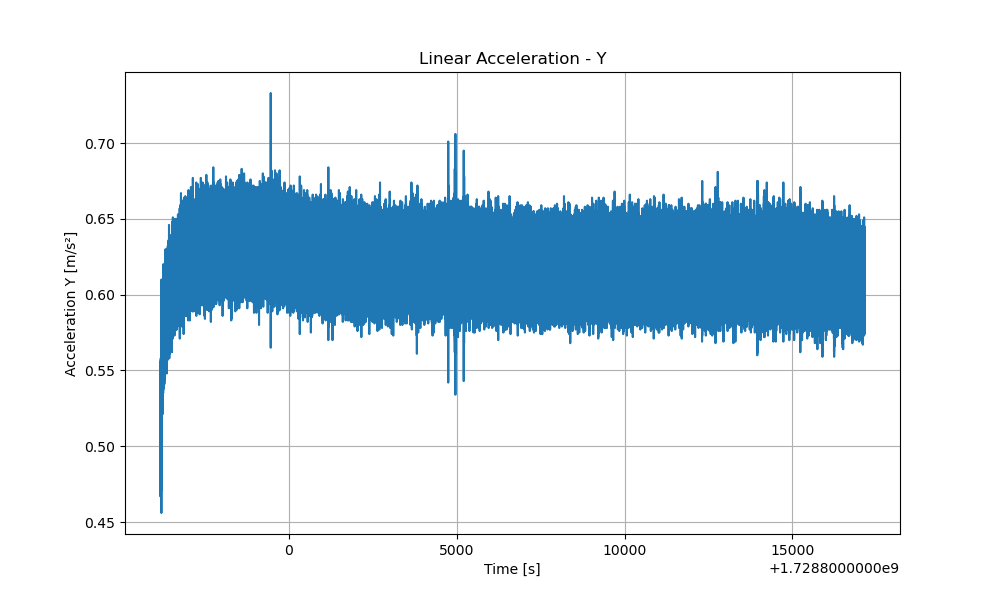 Linear Acceleration - Y
Acceleration Y [m/s²]
0.70
0.65
0.60
0.55
0.50
0.45
0
5000
10000
15000
Time [s]
+1.7288000000e9